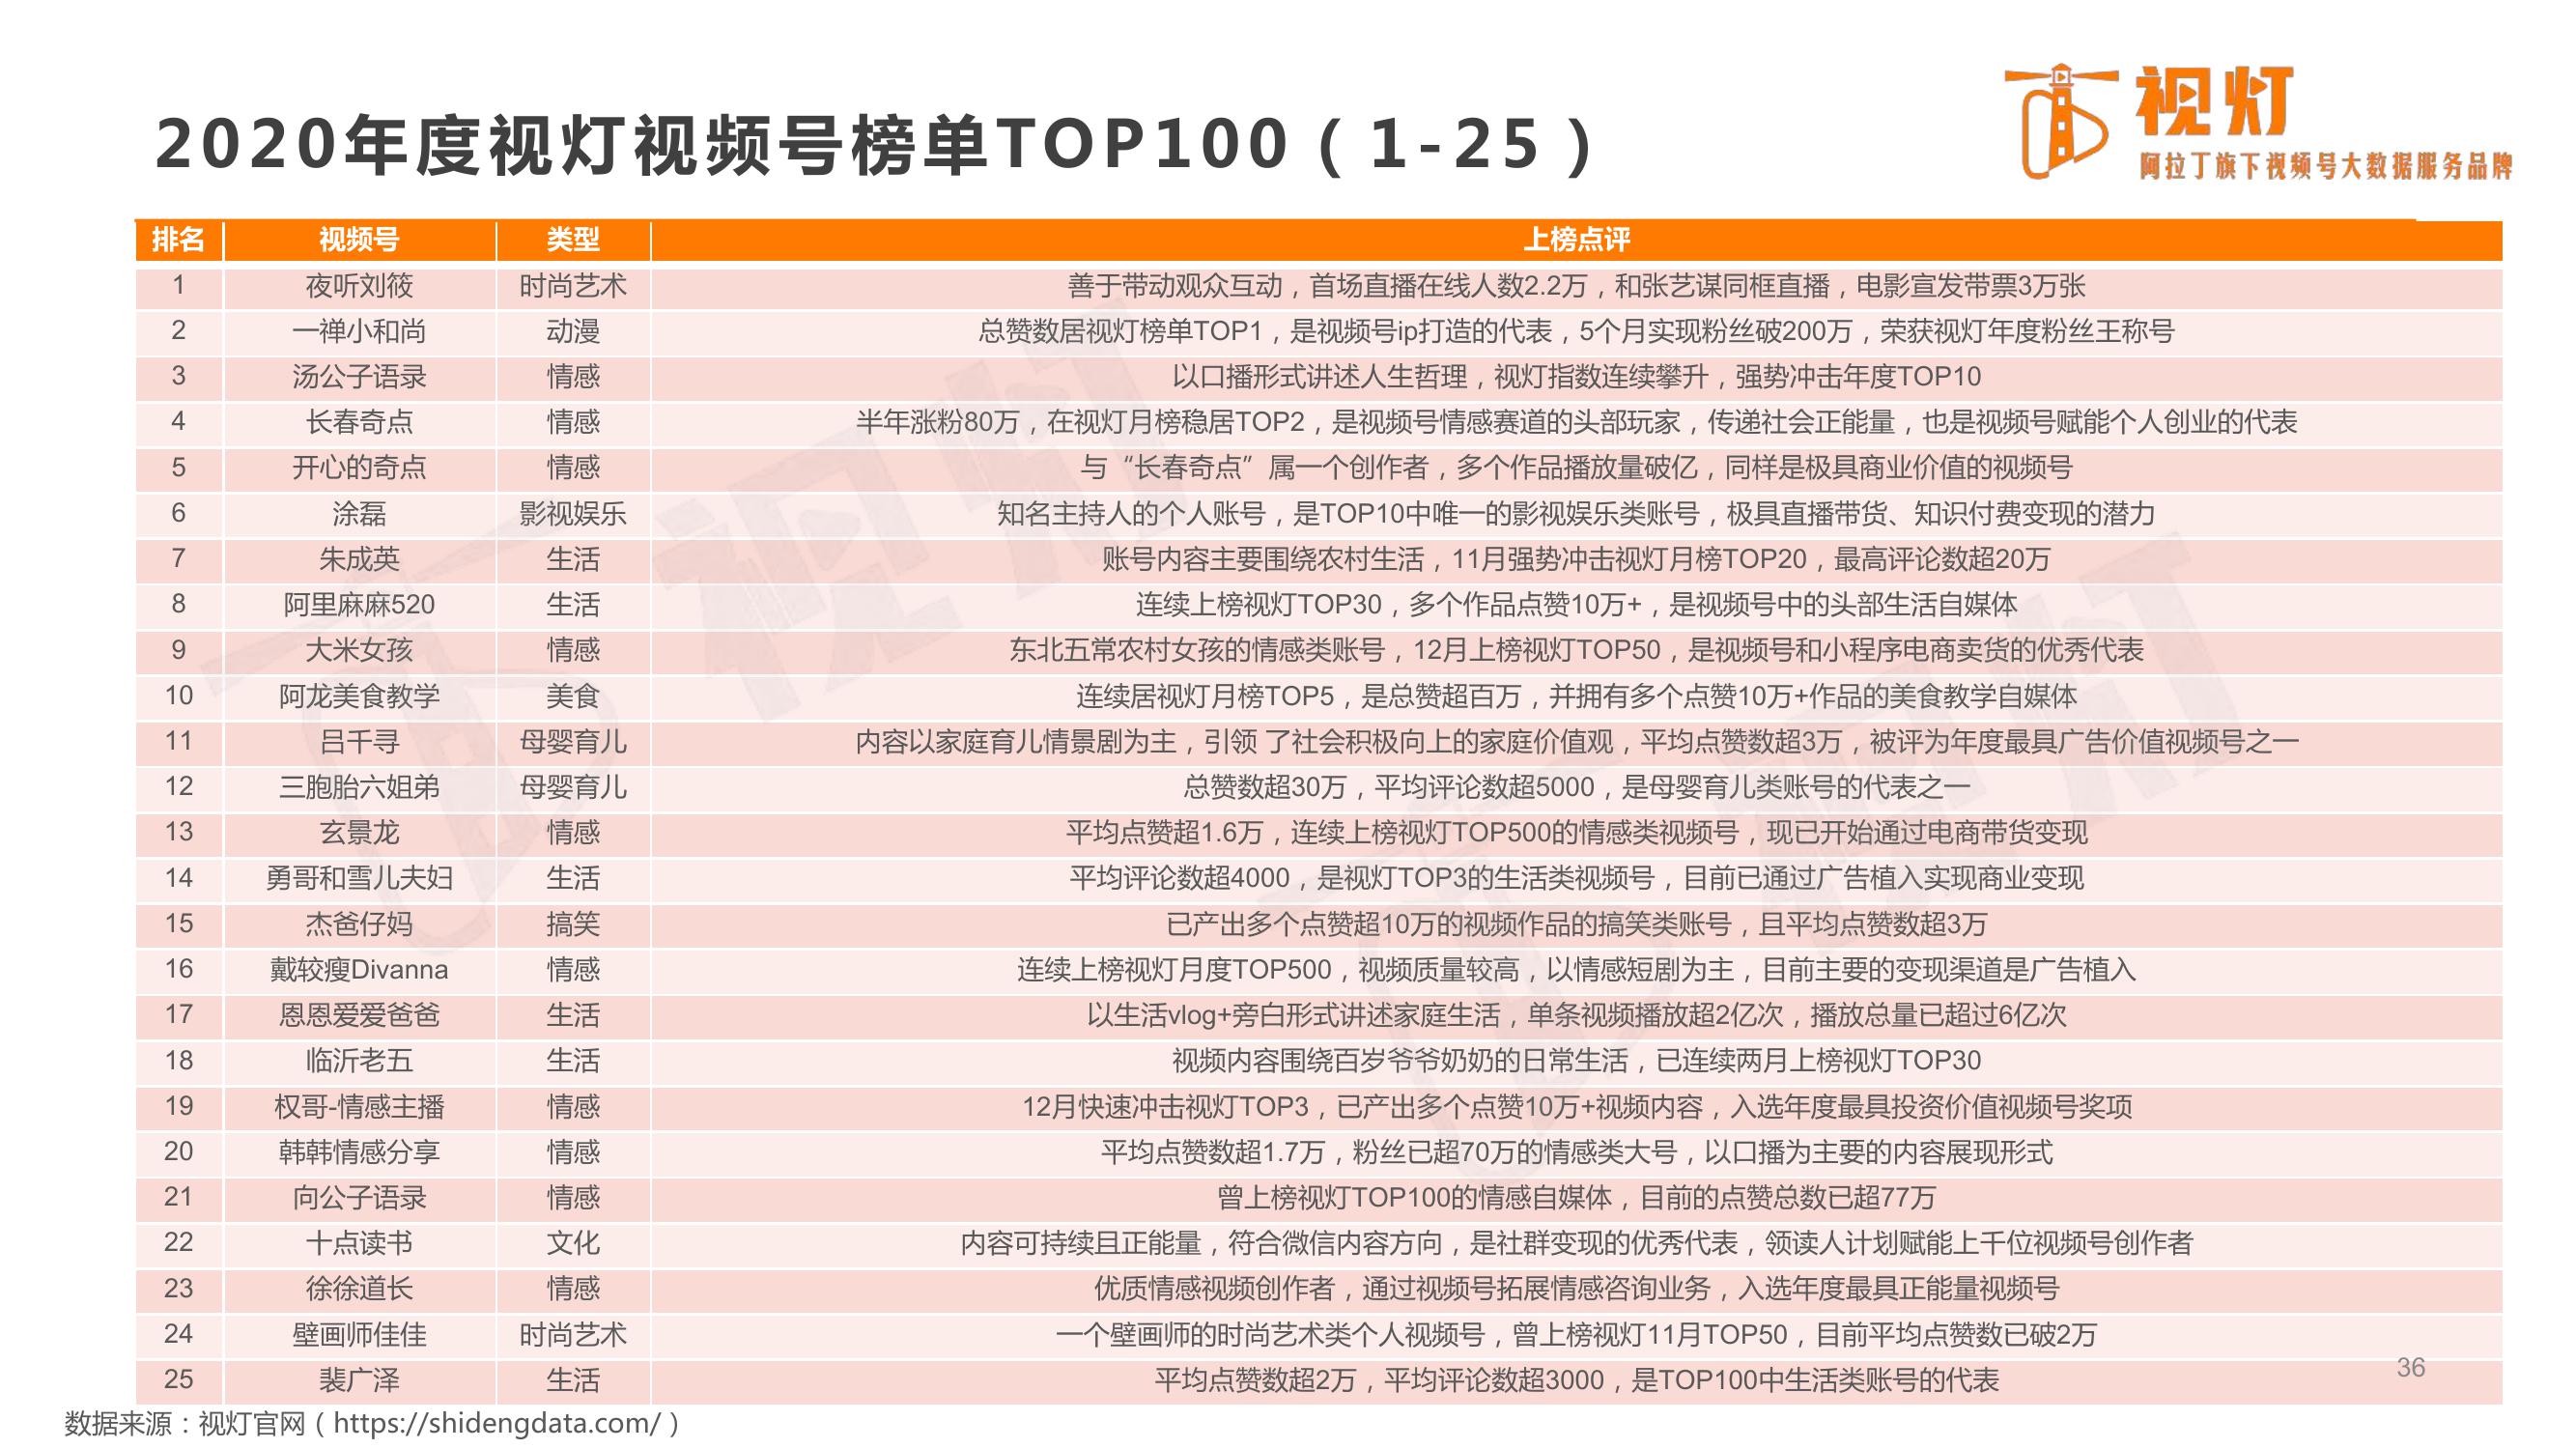 2020年度视灯视频号榜单TOP100（1-25）
视灯
阿拉丁旗下视频号大数据服务品牌
排名 视频号 类型 上榜点评
1 夜听刘筱 时尚艺术 善于带动观众互动，首场直播在线人数2.2万，和张艺谋同框直播，电影宣发带票3万张
2 一禅小和尚 动漫 总赞数居视灯榜单TOP1，是视频号ip打造的代表，5个月实现粉丝破200万，荣获视灯年度粉丝王称号
3 汤公子语录 情感 以口播形式讲述人生哲理，视灯指数连续攀升，强势冲击年度TOP10
4 长春奇点 情感 半年涨粉80万，在视灯月榜稳居TOP2，是视频号情感赛道的头部玩家，传递社会正能量，也是视频号赋能个人创业的代表
5 开心的奇点 情感 与“长春奇点”属一个创作者，多个作品播放量破亿，同样是极具商业价值的视频号
6 涂磊 影视娱乐 知名主持人的个人账号，是TOP10中唯一的影视娱乐类账号，极具直播带货、知识付费变现的潜力
7 朱成英 生活 账号内容主要围绕农村生活，11月强势冲击视灯月榜TOP20，最高评论数超20万
8 阿里麻麻520 生活 连续上榜视灯TOP30，多个作品点赞10万+，是视频号中的头部生活自媒体
9 大米女孩 情感 东北五常农村女孩的情感类账号，12月上榜视灯TOP50，是视频号和小程序电商卖货的优秀代表
10 阿龙美食教学 美食 连续居视灯月榜TOP5，是总赞超百万，并拥有多个点赞10万+作品的美食教学自媒体
11 吕千寻 母婴育儿 内容以家庭育儿情景剧为主，引领 了社会积极向上的家庭价值观，平均点赞数超3万，被评为年度最具广告价值视频号之一
12 三胞胎六姐弟 母婴育儿 总赞数超30万，平均评论数超5000，是母婴育儿类账号的代表之一
13 玄景龙 情感 平均点赞超1.6万，连续上榜视灯TOP500的情感类视频号，现已开始通过电商带货变现
14 勇哥和雪儿夫妇 生活 平均评论数超4000，是视灯TOP3的生活类视频号，目前已通过广告植入实现商业变现
15 杰爸仔妈 搞笑 已产出多个点赞超10万的视频作品的搞笑类账号，且平均点赞数超3万
16 戴较瘦Divanna 情感 连续上榜视灯月度TOP500，视频质量较高，以情感短剧为主，目前主要的变现渠道是广告植入
17 恩恩爱爱爸爸 生活 以生活vlog+旁白形式讲述家庭生活，单条视频播放超2亿次，播放总量已超过6亿次
18 临沂老五 生活 视频内容围绕百岁爷爷奶奶的日常生活，已连续两月上榜视灯TOP30
19 权哥-情感主播 情感 12月快速冲击视灯TOP3，已产出多个点赞10万+视频内容，入选年度最具投资价值视频号奖项
20 韩韩情感分享 情感 平均点赞数超1.7万，粉丝已超70万的情感类大号，以口播为主要的内容展现形式
21 向公子语录 情感 曾上榜视灯TOP100的情感自媒体，目前的点赞总数已超77万
22 十点读书 文化 内容可持续且正能量，符合微信内容方向，是社群变现的优秀代表，领读人计划赋能上千位视频号创作者
23 徐徐道长 情感 优质情感视频创作者，通过视频号拓展情感咨询业务，入选年度最具正能量视频号
24 壁画师佳佳 时尚艺术 一个壁画师的时尚艺术类个人视频号，曾上榜视灯11月TOP50，目前平均点赞数已破2万
25 裴广泽 生活 平均点赞数超2万，平均评论数超3000，是TOP100中生活类账号的代表
36
数据来源：视灯官网（https://shidengdata.com/）